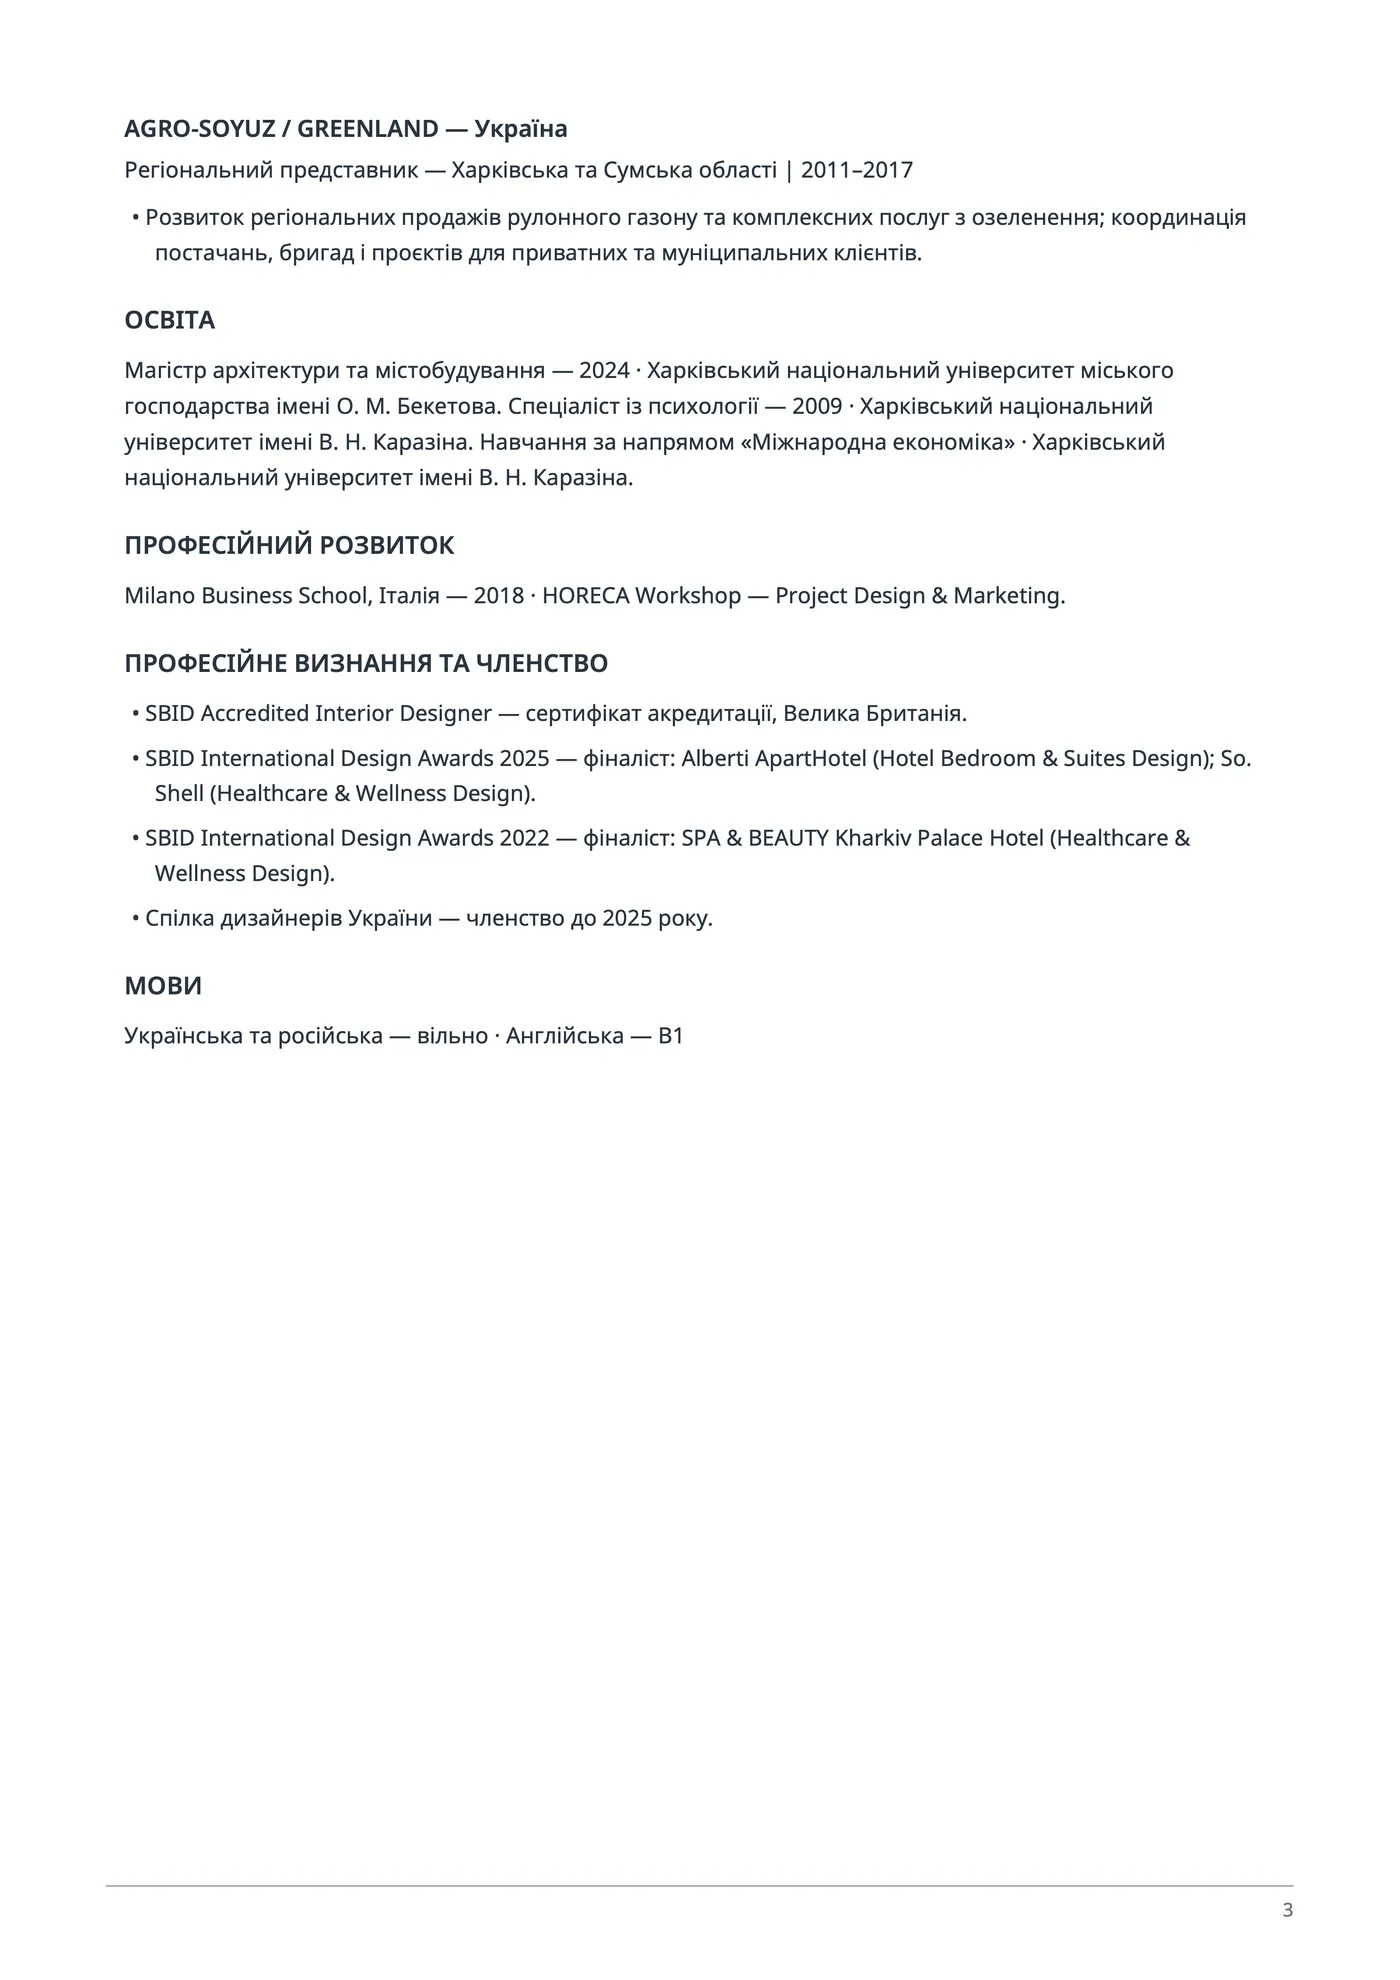 AGRO-SOYUZ / GREENLAND — Україна
Регіональний представник — Харківська та Сумська області | 2011–2017
• Розвиток регіональних продажів рулонного газону та комплексних послуг з озеленення; координація
постачань, бригад і проєктів для приватних та муніципальних клієнтів.
ОСВІТА
Магістр архітектури та містобудування — 2024 · Харківський національний університет міського
господарства імені О. М. Бекетова. Спеціаліст із психології — 2009 · Харківський національний
університет імені В. Н. Каразіна. Навчання за напрямом «Міжнародна економіка» · Харківський
національний університет імені В. Н. Каразіна.
ПРОФЕСІЙНИЙ РОЗВИТОК
Milano Business School, Італія — 2018 · HORECA Workshop — Project Design & Marketing.
ПРОФЕСІЙНЕ ВИЗНАННЯ ТА ЧЛЕНСТВО
• SBID Accredited Interior Designer — сертифікат акредитації, Велика Британія.
• SBID International Design Awards 2025 — фіналіст: Alberti ApartHotel (Hotel Bedroom & Suites Design); So.
Shell (Healthcare & Wellness Design).
• SBID International Design Awards 2022 — фіналіст: SPA & BEAUTY Kharkiv Palace Hotel (Healthcare &
Wellness Design).
• Спілка дизайнерів України — членство до 2025 року.
МОВИ
Українська та російська — вільно · Англійська — B1
3